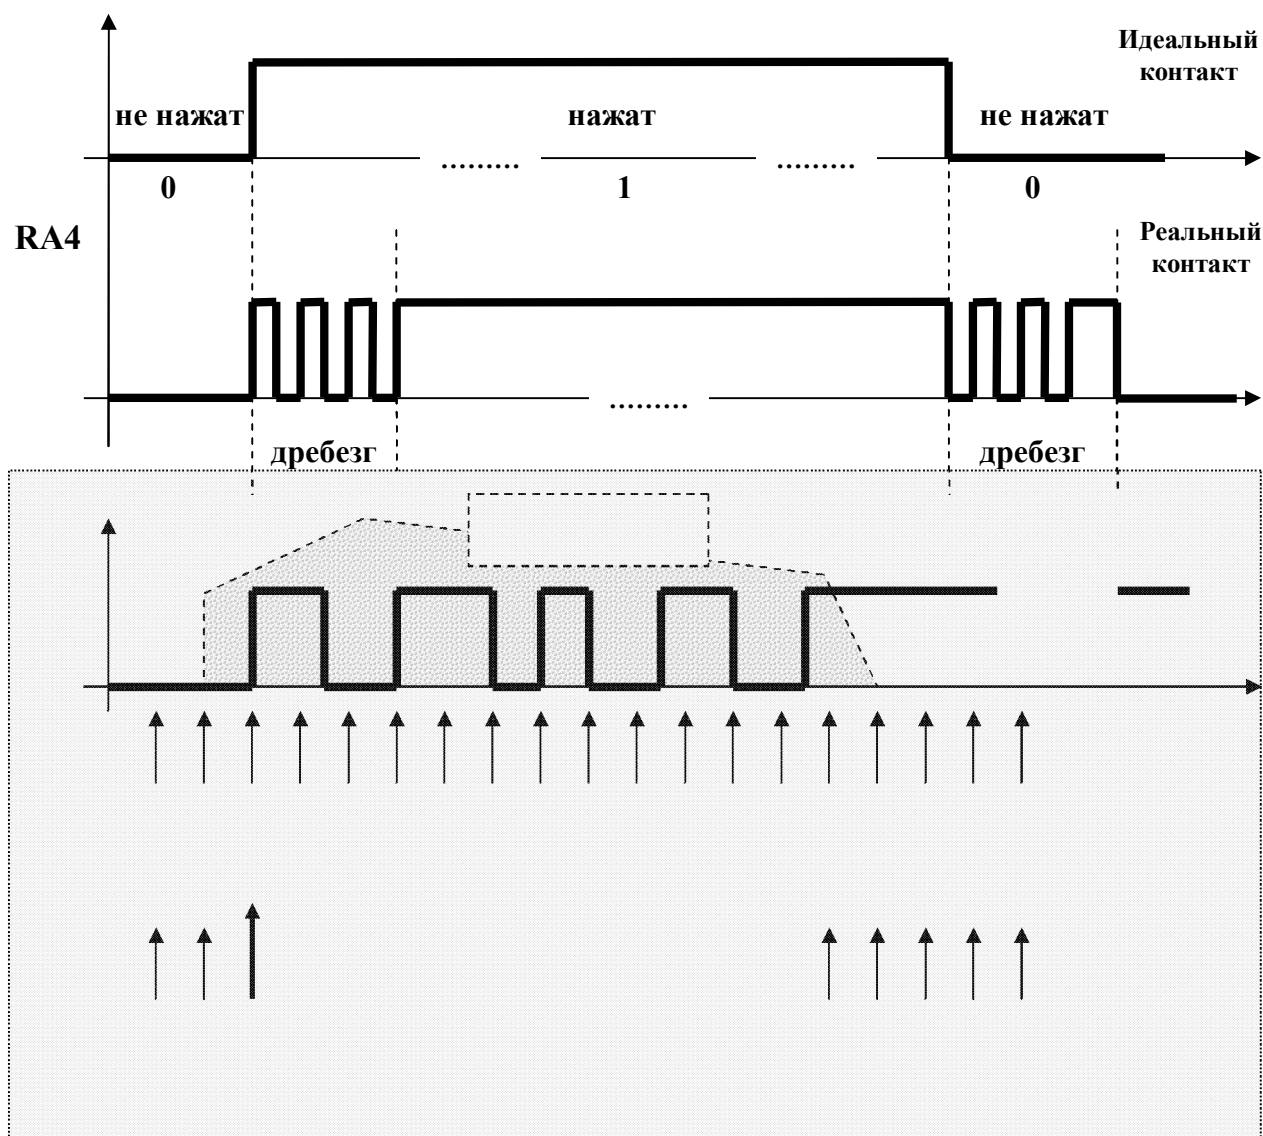 Идеальный
контакт
не нажат
нажат
не нажат
.........
.........
0
1
0
RA4
Реальный
контакт
.........
дребезг
дребезг